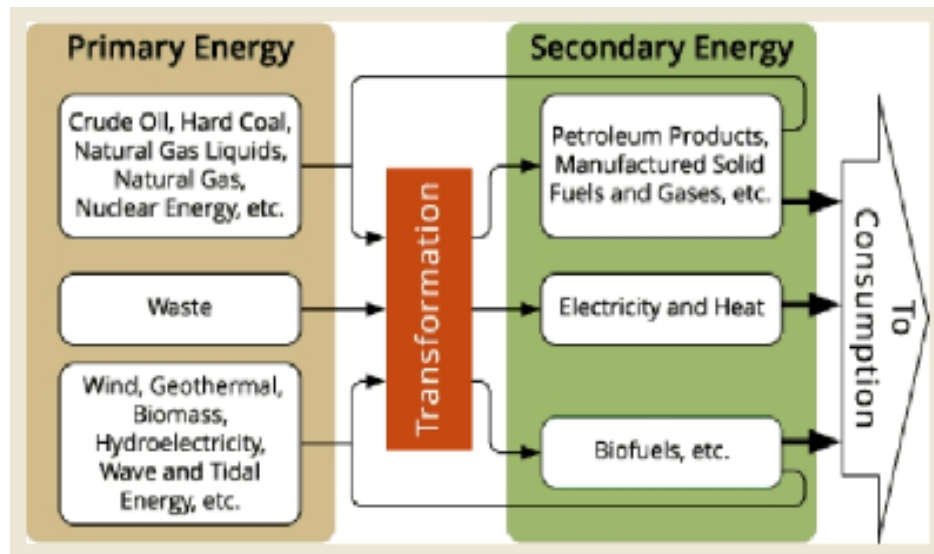 Primary Energy
Crude Oil, Hard Coal,
Natural Gas Liquids,
Natural Gas,
Nuclear Energy, etc.
Waste
Wind, Geothermal,
Biomass,
Hydroelectricity,
Wave and Tidal
Energy, etc.
Transformation
Secondary Energy
Petroleum Products,
Manufactured Solid
Fuels and Gases, etc.
Electricity and Heat
Biofuels, etc.
To
Consumption